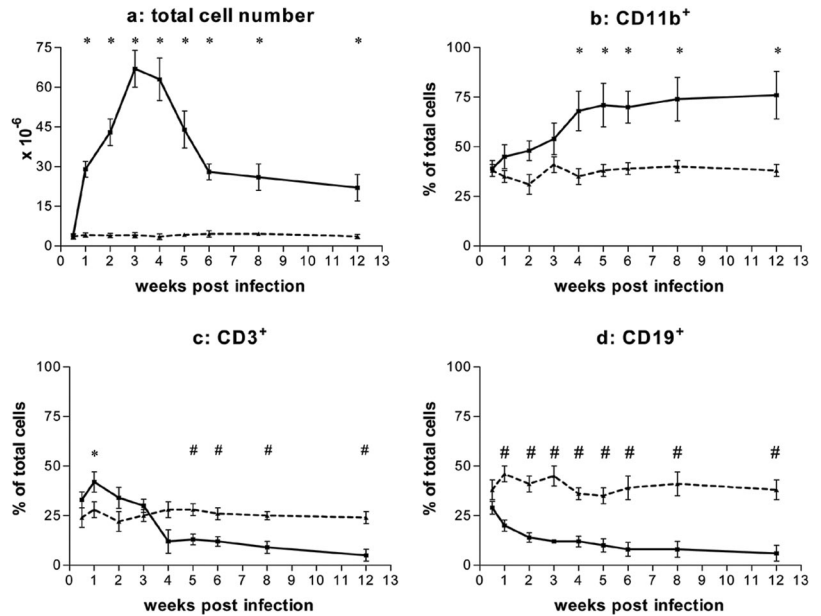 a: total cell number
* * * * * * * *
75
60
45
30
15
0
x 10⁻⁶
0 1 2 3 4 5 6 7 8 9 10 11 12 13
weeks post infection
b: CD11b⁺
* * * * *
100
75
50
25
0
% of total cells
0 1 2 3 4 5 6 7 8 9 10 11 12 13
weeks post infection
c: CD3⁺
* # # # #
100
75
50
25
0
% of total cells
0 1 2 3 4 5 6 7 8 9 10 11 12 13
weeks post infection
d: CD19⁺
# # # # # # # #
100
75
50
25
0
% of total cells
0 1 2 3 4 5 6 7 8 9 10 11 12 13
weeks post infection